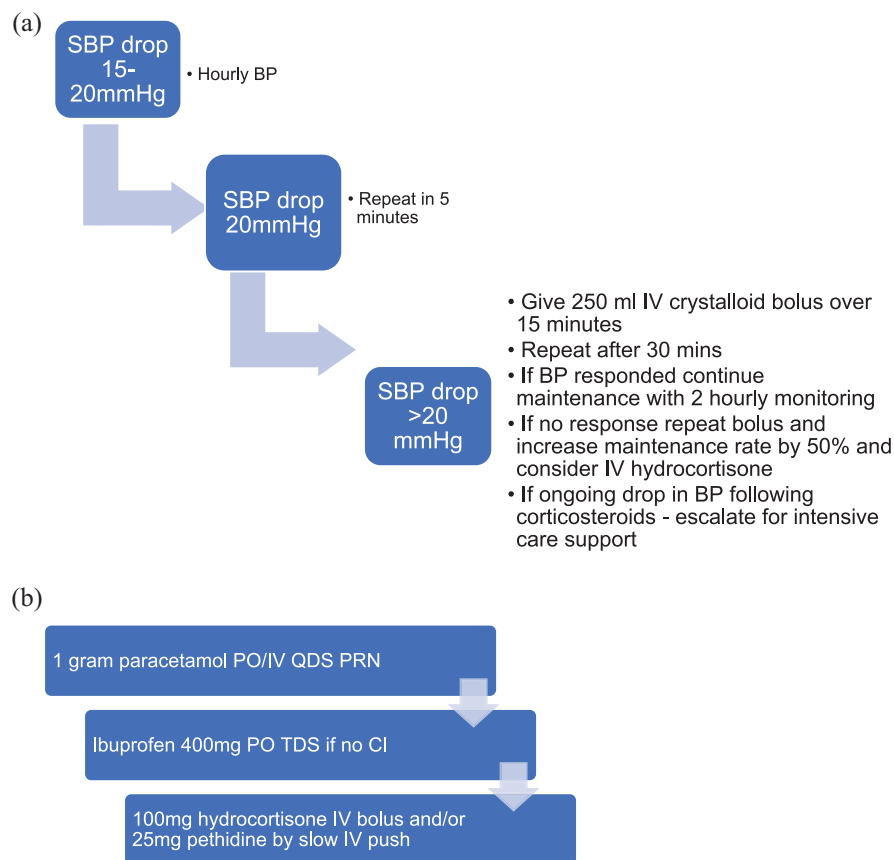 (a)
SBP drop
15-
20mmHg
• Hourly BP
SBP drop
20mmHg
• Repeat in 5
minutes
SBP drop
>20
mmHg
• Give 250 ml IV crystalloid bolus over
15 minutes
• Repeat after 30 mins
• If BP responded continue
maintenance with 2 hourly monitoring
• If no response repeat bolus and
increase maintenance rate by 50% and
consider IV hydrocortisone
• If ongoing drop in BP following
corticosteroids - escalate for intensive
care support
(b)
1 gram paracetamol PO/IV QDS PRN
Ibuprofen 400mg PO TDS if no CI
100mg hydrocortisone IV bolus and/or
25mg pethidine by slow IV push